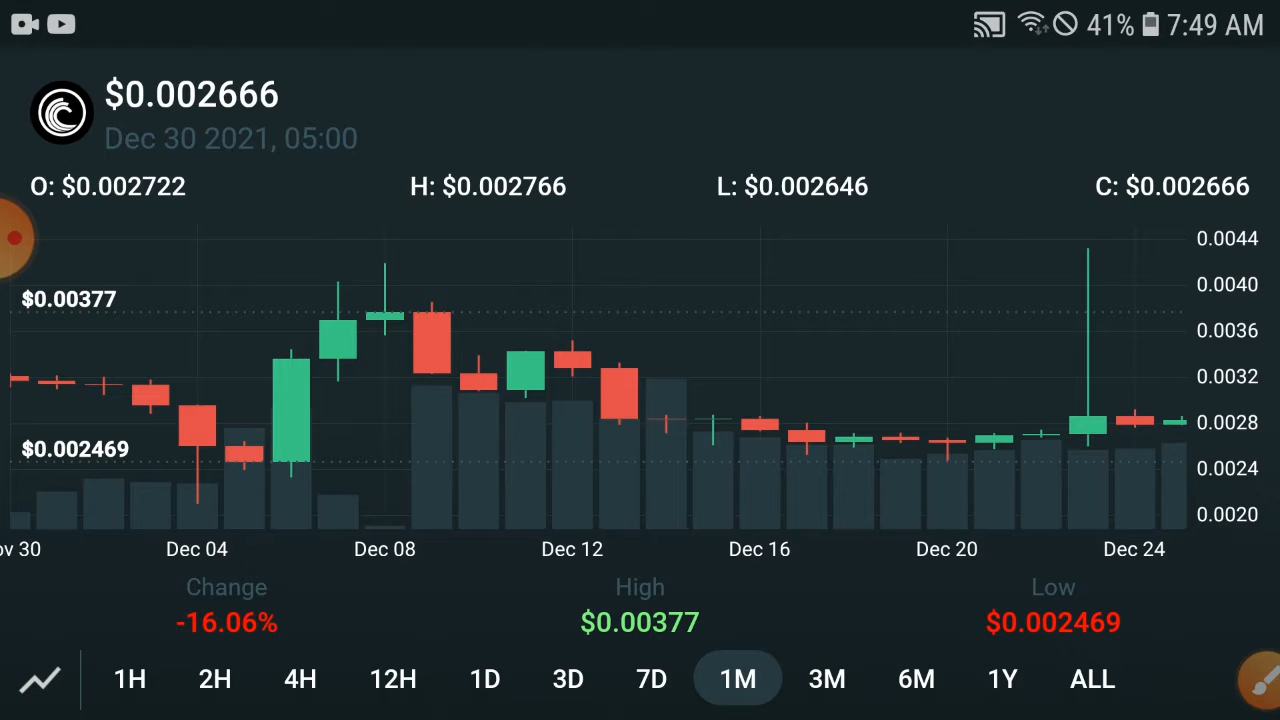 41% 7:49 AM
$0.002666
Dec 30 2021, 05:00
O: $0.002722 H: $0.002766 L: $0.002646 C: $0.002666
0.0044
0.0040
$0.00377
0.0036
0.0032
0.0028
$0.002469
0.0024
0.0020
ov 30 Dec 04 Dec 08 Dec 12 Dec 16 Dec 20 Dec 24
Change High Low
-16.06% $0.00377 $0.002469
1H 2H 4H 12H 1D 3D 7D 1M 3M 6M 1Y ALL